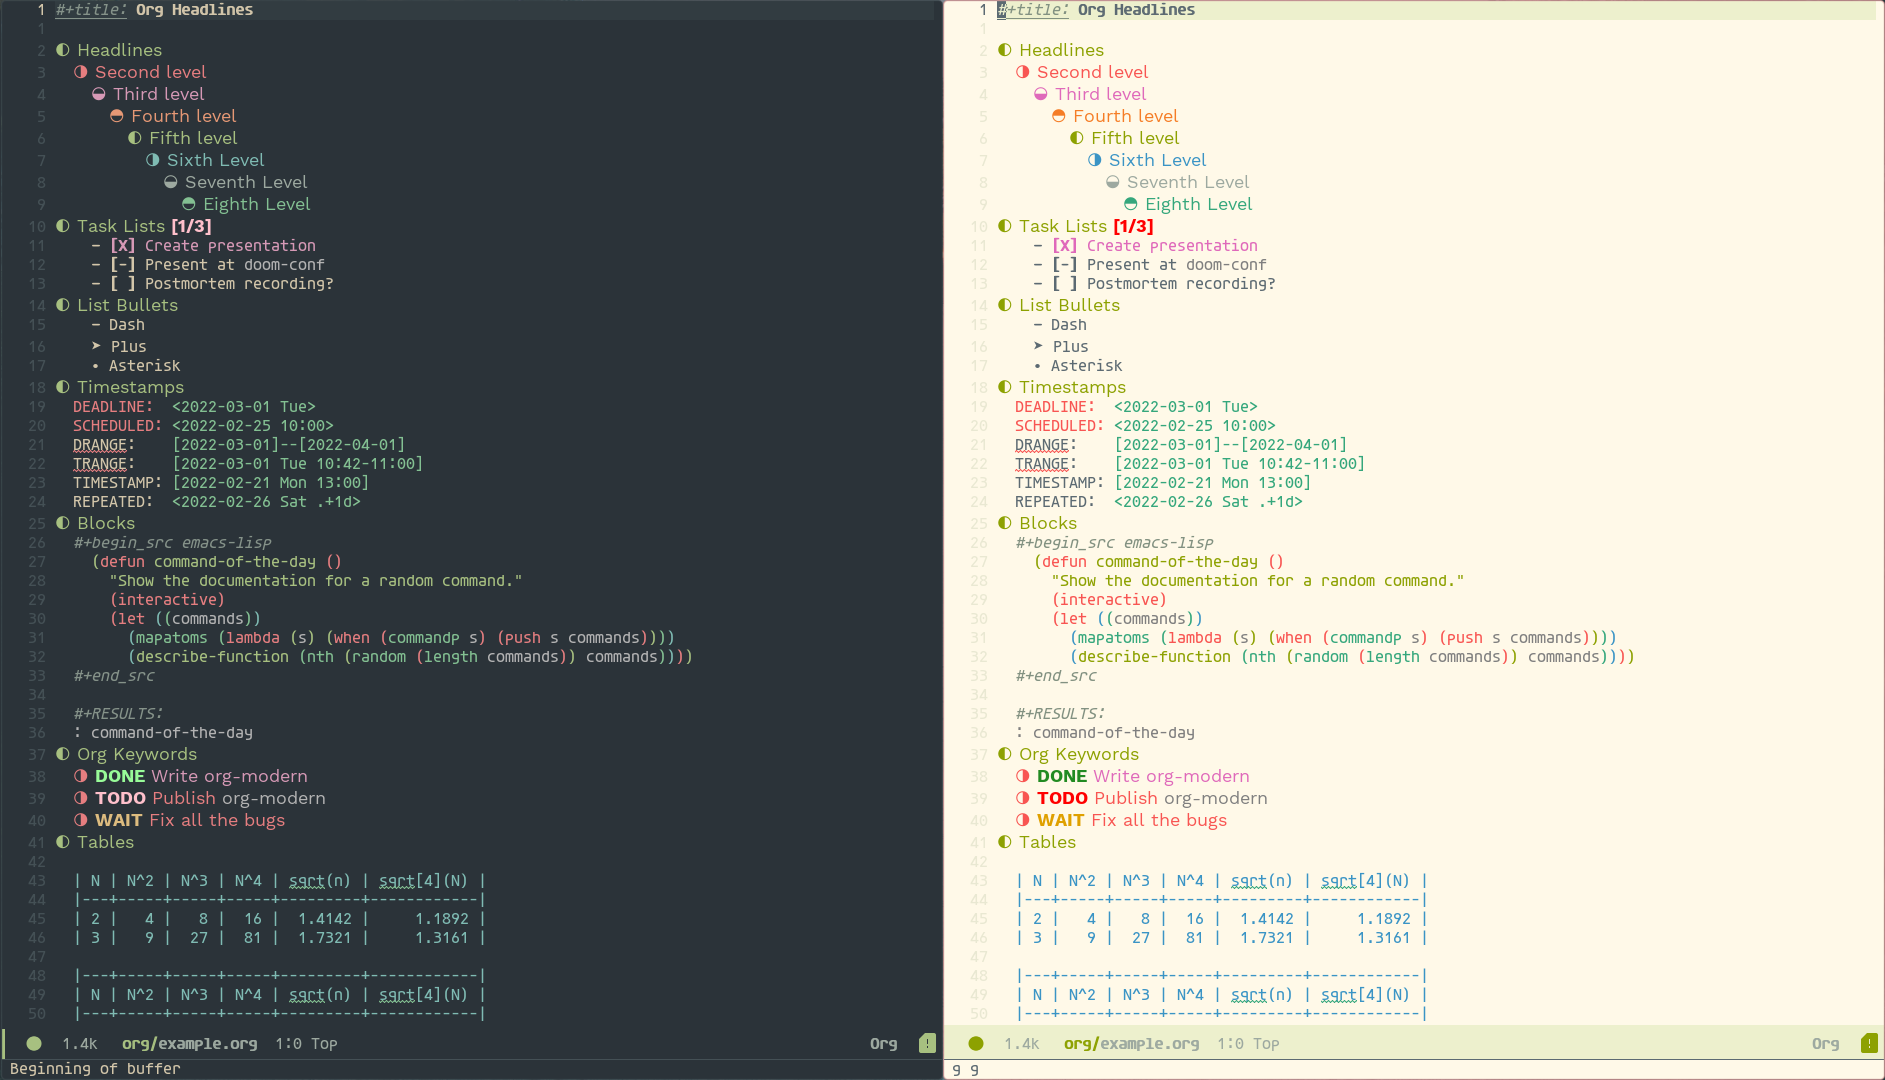 1 #+title: Org Headlines
1
2 Headlines
3 Second level
4 Third level
5 Fourth level
6 Fifth level
7 Sixth Level
8 Seventh Level
9 Eighth Level
10 Task Lists [1/3]
11 - [X] Create presentation
12 - [-] Present at doom-conf
13 - [ ] Postmortem recording?
14 List Bullets
15 - Dash
16 ➤ Plus
17 • Asterisk
18 Timestamps
19 DEADLINE: <2022-03-01 Tue>
20 SCHEDULED: <2022-02-25 10:00>
21 DRANGE: [2022-03-01]--[2022-04-01]
22 TRANGE: [2022-03-01 Tue 10:42-11:00]
23 TIMESTAMP: [2022-02-21 Mon 13:00]
24 REPEATED: <2022-02-26 Sat .+1d>
25 Blocks
26 #+begin_src emacs-lisp
27 (defun command-of-the-day ()
28 "Show the documentation for a random command."
29 (interactive)
30 (let ((commands))
31 (mapatoms (lambda (s) (when (commandp s) (push s commands))))
32 (describe-function (nth (random (length commands)) commands))))
33 #+end_src
34
35 #+RESULTS:
36 : command-of-the-day
37 Org Keywords
38 DONE Write org-modern
39 TODO Publish org-modern
40 WAIT Fix all the bugs
41 Tables
42
43 | N | N^2 | N^3 | N^4 | sqrt(n) | sqrt[4](N) |
44 |---+-----+-----+-----+---------+------------|
45 | 2 | 4 | 8 | 16 | 1.4142 | 1.1892 |
46 | 3 | 9 | 27 | 81 | 1.7321 | 1.3161 |
47
48 |---+-----+-----+-----+---------+------------|
49 | N | N^2 | N^3 | N^4 | sqrt(n) | sqrt[4](N) |
50 |---+-----+-----+-----+---------+------------|
1.4k org/example.org 1:0 Top Org !
Beginning of buffer
1 #+title: Org Headlines
1
2 Headlines
3 Second level
4 Third level
5 Fourth level
6 Fifth level
7 Sixth Level
8 Seventh Level
9 Eighth Level
10 Task Lists [1/3]
11 - [X] Create presentation
12 - [-] Present at doom-conf
13 - [ ] Postmortem recording?
14 List Bullets
15 - Dash
16 ➤ Plus
17 • Asterisk
18 Timestamps
19 DEADLINE: <2022-03-01 Tue>
20 SCHEDULED: <2022-02-25 10:00>
21 DRANGE: [2022-03-01]--[2022-04-01]
22 TRANGE: [2022-03-01 Tue 10:42-11:00]
23 TIMESTAMP: [2022-02-21 Mon 13:00]
24 REPEATED: <2022-02-26 Sat .+1d>
25 Blocks
26 #+begin_src emacs-lisp
27 (defun command-of-the-day ()
28 "Show the documentation for a random command."
29 (interactive)
30 (let ((commands))
31 (mapatoms (lambda (s) (when (commandp s) (push s commands))))
32 (describe-function (nth (random (length commands)) commands))))
33 #+end_src
34
35 #+RESULTS:
36 : command-of-the-day
37 Org Keywords
38 DONE Write org-modern
39 TODO Publish org-modern
40 WAIT Fix all the bugs
41 Tables
42
43 | N | N^2 | N^3 | N^4 | sqrt(n) | sqrt[4](N) |
44 |---+-----+-----+-----+---------+------------|
45 | 2 | 4 | 8 | 16 | 1.4142 | 1.1892 |
46 | 3 | 9 | 27 | 81 | 1.7321 | 1.3161 |
47
48 |---+-----+-----+-----+---------+------------|
49 | N | N^2 | N^3 | N^4 | sqrt(n) | sqrt[4](N) |
50 |---+-----+-----+-----+---------+------------|
1.4k org/example.org 1:0 Top Org !
g g